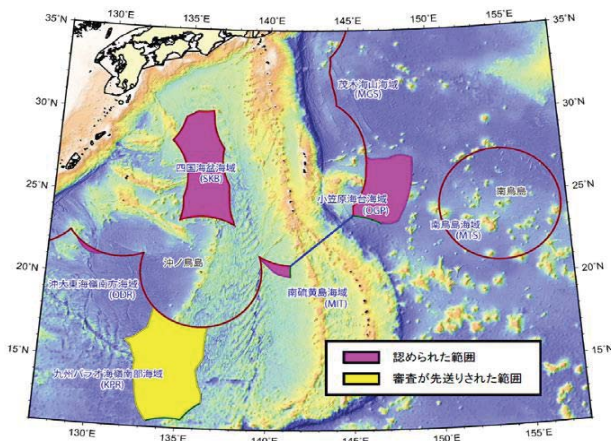 35°N
140°E
145°E
150°E
155°E
35°N
30°N
茂木海山海域
(MGS)
30°N
四国海盆海域
(SKB)
25°N
小笠原海台海域
(OGP)
南鳥島
南鳥島海域
(MTS)
25°N
20°N
沖ノ鳥島
沖大東海嶺南方海域
(ODR)
南硫黄島海域
(MIT)
20°N
15°N
九州パラオ海嶺南部海域
(KPR)
認められた範囲
審査が先送りされた範囲
15°N
130°E
135°E
140°E
145°E
150°E
155°E